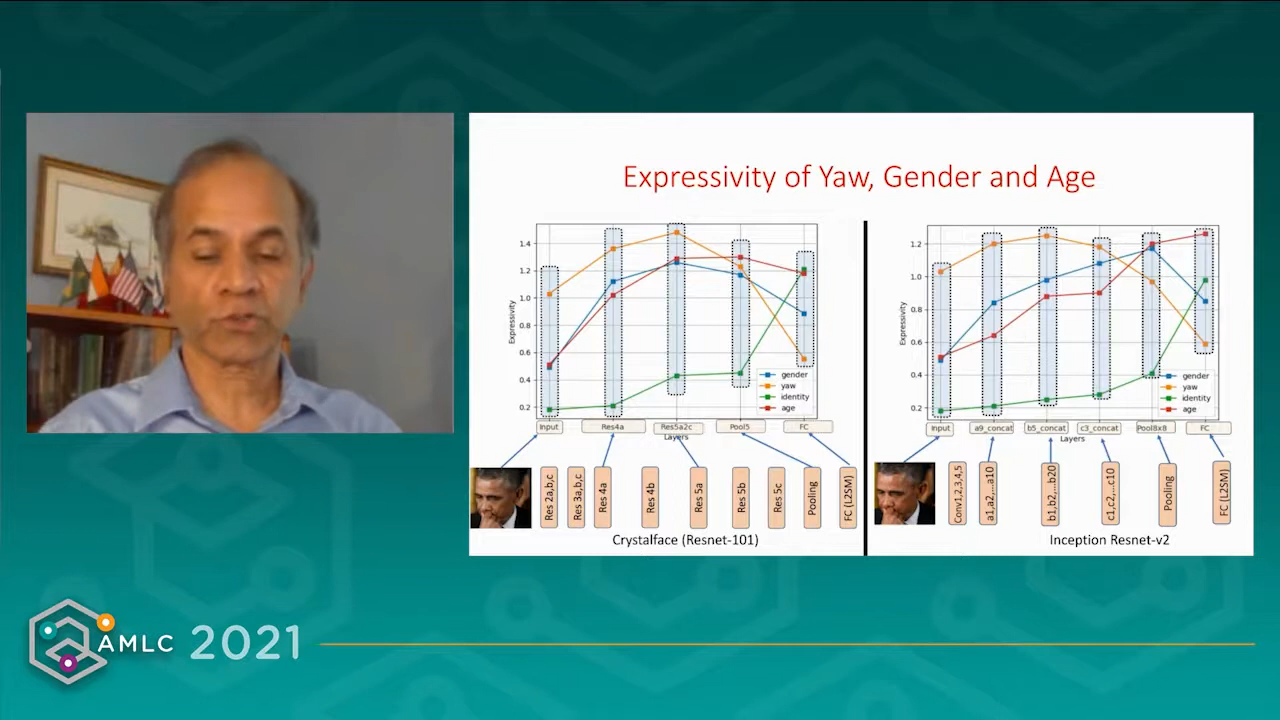 Expressivity of Yaw, Gender and Age
Expressivity
1.4
1.2
1.0
0.8
0.6
0.4
0.2
gender
yaw
identity
age
Input
Res4a
Res5a2c
Pool5
FC
Layers
Res 2a,b,c
Res 3a,b,c
Res 4a
Res 4b
Res 5a
Res 5b
Res 5c
Pooling
FC (L2SM)
Crystalface (Resnet-101)
Expressivity
1.2
1.0
0.8
0.6
0.4
0.2
gender
yaw
identity
age
Input
a9_concat
b5_concat
c3_concat
Pool8x8
FC
Layers
Conv1,2,3,4,5
a1,a2,...a10
b1,b2,...b20
c1,c2,...c10
Pooling
FC (L2SM)
Inception Resnet-v2
AMLC 2021